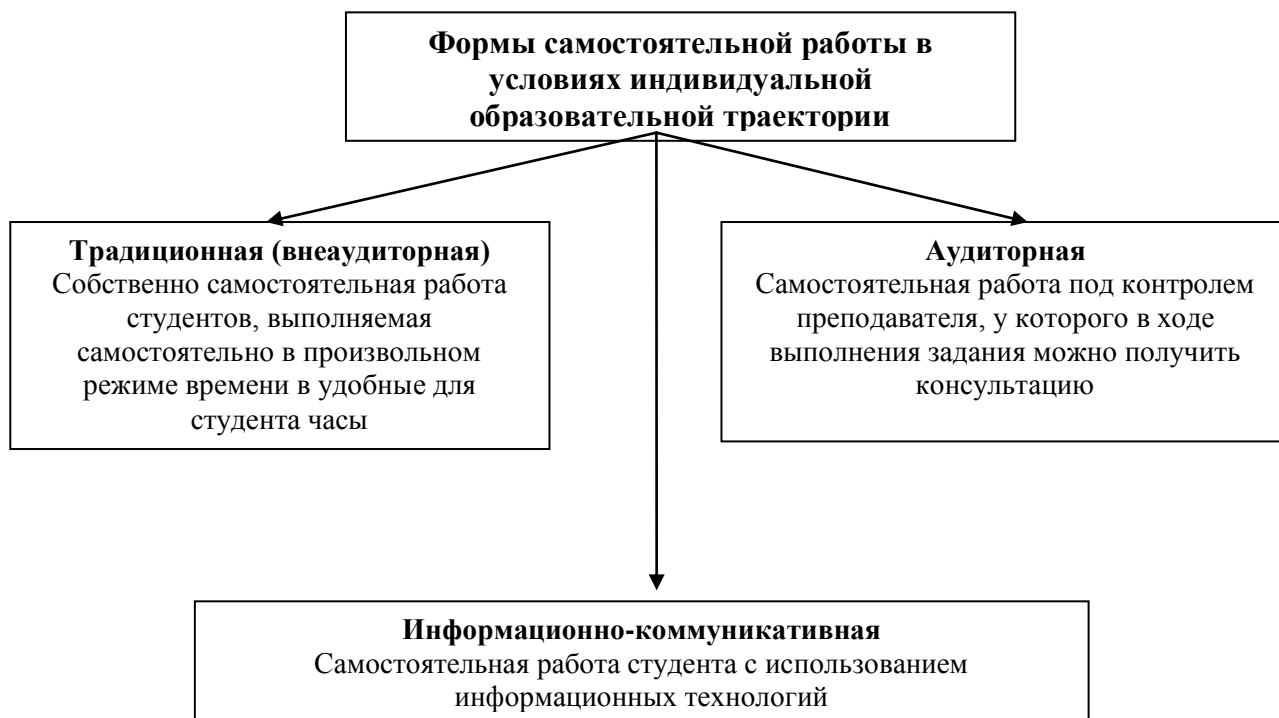 Формы самостоятельной работы в
условиях индивидуальной
образовательной траектории
Традиционная (внеаудиторная)
Собственно самостоятельная работа
студентов, выполняемая
самостоятельно в произвольном
режиме времени в удобные для
студента часы
Аудиторная
Самостоятельная работа под контролем
преподавателя, у которого в ходе
выполнения задания можно получить
консультацию
Информационно-коммуникативная
Самостоятельная работа студента с использованием
информационных технологий